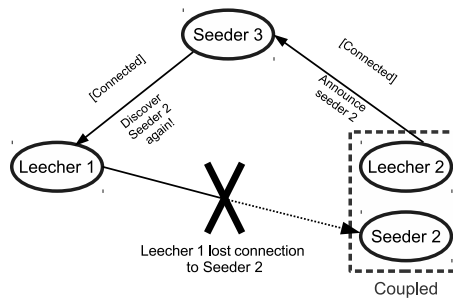 Seeder 3
[Connected]
[Connected]
Discover
Seeder 2
again!
Announce
seeder 2
Leecher 1
Leecher 2
Seeder 2
Leecher 1 lost connection
to Seeder 2
Coupled